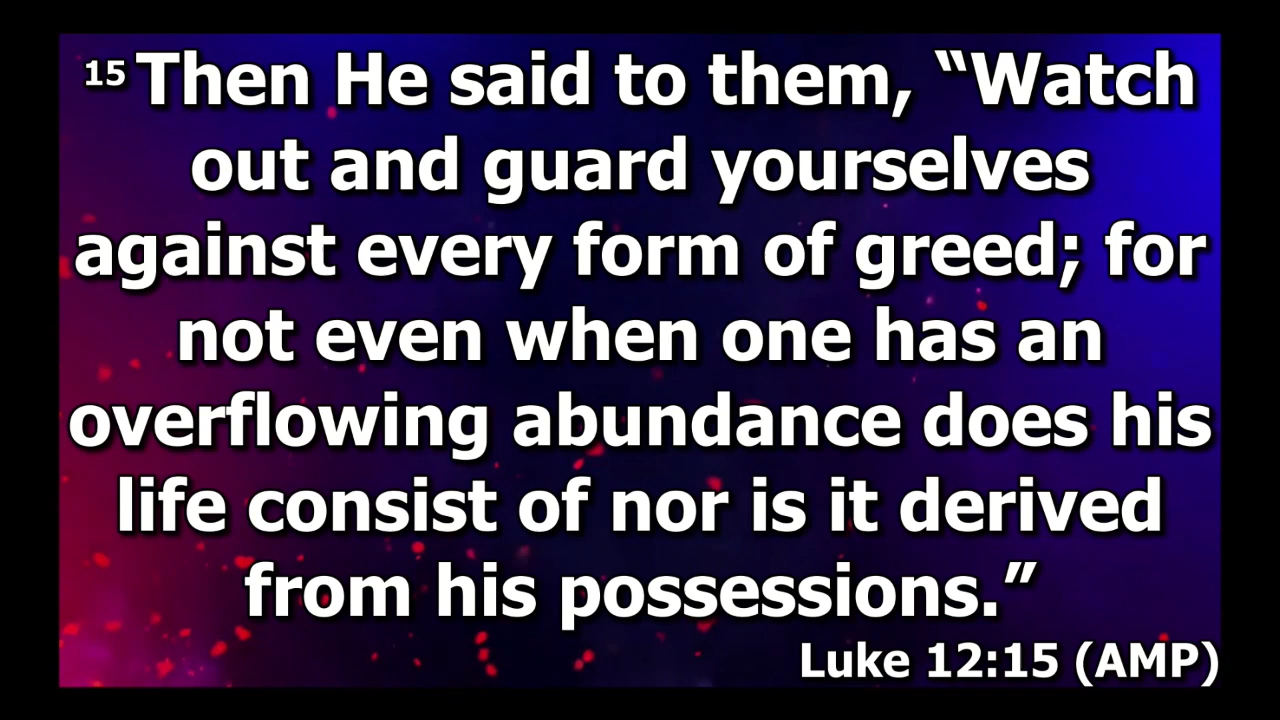 15 Then He said to them, “Watch
out and guard yourselves
against every form of greed; for
not even when one has an
overflowing abundance does his
life consist of nor is it derived
from his possessions.”
Luke 12:15 (AMP)